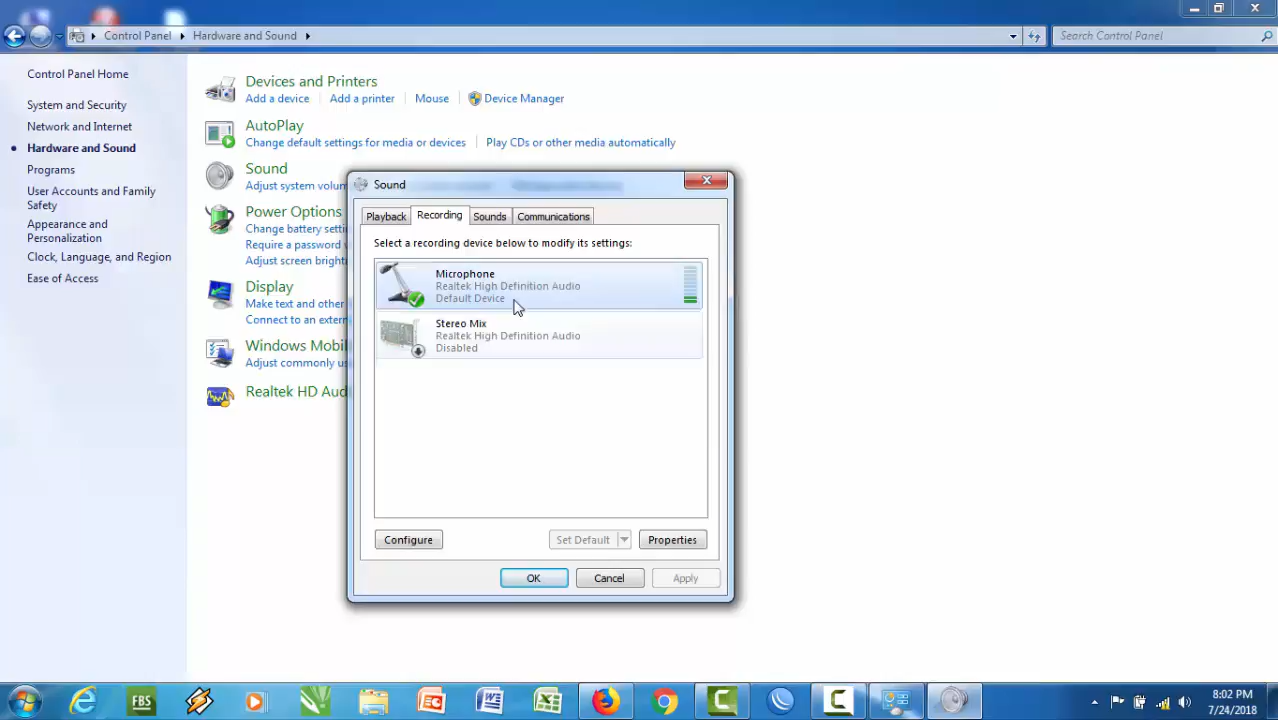 Control Panel
Hardware and Sound
Search Control Panel
Control Panel Home
System and Security
Network and Internet
Hardware and Sound
Programs
User Accounts and Family
Safety
Appearance and
Personalization
Clock, Language, and Region
Ease of Access
Devices and Printers
Add a device
Add a printer
Mouse
Device Manager
AutoPlay
Change default settings for media or devices
Play CDs or other media automatically
Sound
Adjust system volum
Power Options
Change battery setti
Require a password
Adjust screen bright
Display
Make text and other
Connect to an extern
Windows Mobil
Adjust commonly us
Realtek HD Aud
Sound
Playback
Recording
Sounds
Communications
Select a recording device below to modify its settings:
Microphone
Realtek High Definition Audio
Default Device
Stereo Mix
Realtek High Definition Audio
Disabled
Configure
Set Default
Properties
OK
Cancel
Apply
FBS
8:02 PM
7/24/2018